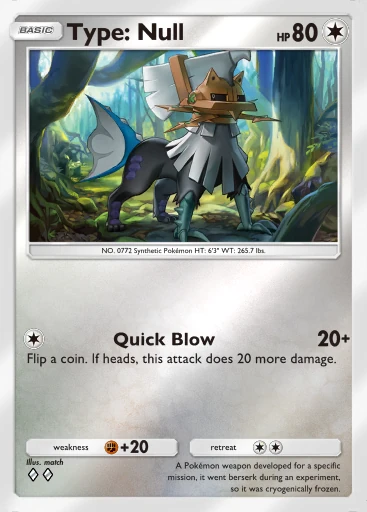 BASIC
Type: Null
HP 80
NO. 0772 Synthetic Pokémon HT: 6'3" WT: 265.7 lbs.
Quick Blow 20+
Flip a coin. If heads, this attack does 20 more damage.
weakness +20 retreat
Illus. match
A Pokémon weapon developed for a specific
mission, it went berserk during an experiment,
so it was cryogenically frozen.